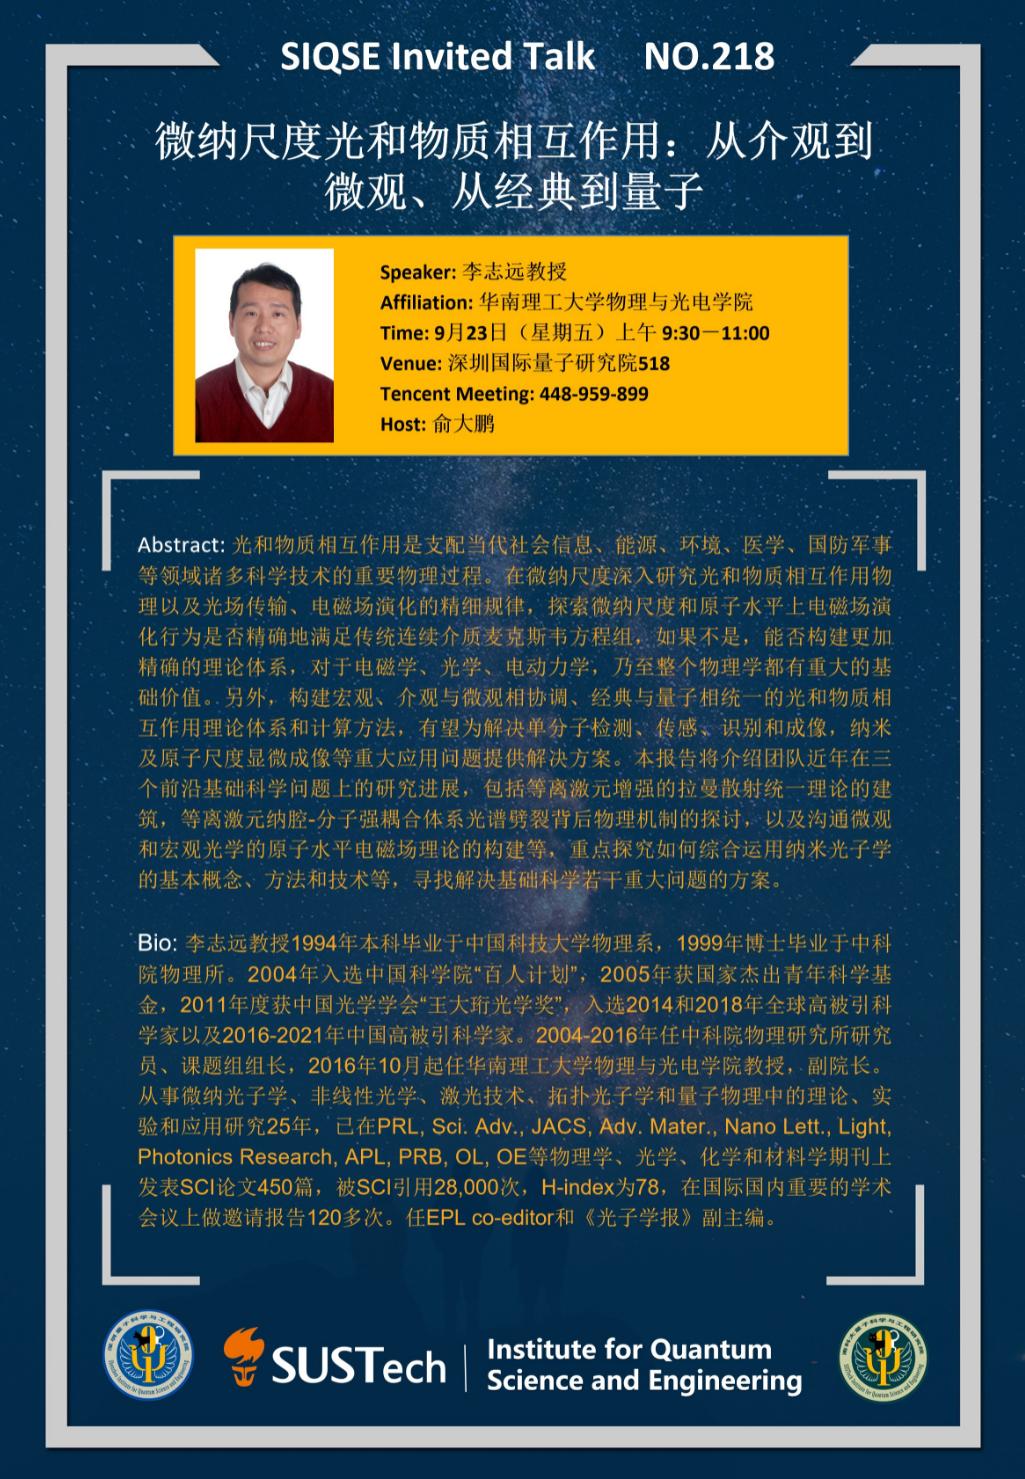 SIQSE Invited Talk NO.218
微纳尺度光和物质相互作用：从介观到
微观、从经典到量子
Speaker: 李志远教授
Affiliation: 华南理工大学物理与光电学院
Time: 9月23日（星期五）上午 9:30－11:00
Venue: 深圳国际量子研究院518
Tencent Meeting: 448-959-899
Host: 俞大鹏
Abstract: 光和物质相互作用是支配当代社会信息、能源、环境、医学、国防军事
等领域诸多科学技术的重要物理过程。在微纳尺度深入研究光和物质相互作用物
理以及光场传输、电磁场演化的精细规律，探索微纳尺度和原子水平上电磁场演
化行为是否精确地满足传统连续介质麦克斯韦方程组，如果不是，能否构建更加
精确的理论体系，对于电磁学、光学、电动力学，乃至整个物理学都有重大的基
础价值。另外，构建宏观、介观与微观相协调、经典与量子相统一的光和物质相
互作用理论体系和计算方法，有望为解决单分子检测、传感、识别和成像，纳米
及原子尺度显微成像等重大应用问题提供解决方案。本报告将介绍团队近年在三
个前沿基础科学问题上的研究进展，包括等离激元增强的拉曼散射统一理论的建
筑，等离激元纳腔-分子强耦合体系光谱劈裂背后物理机制的探讨，以及沟通微观
和宏观光学的原子水平电磁场理论的构建等，重点探究如何综合运用纳米光子学
的基本概念、方法和技术等，寻找解决基础科学若干重大问题的方案。
Bio: 李志远教授1994年本科毕业于中国科技大学物理系，1999年博士毕业于中科
院物理所。2004年入选中国科学院“百人计划”，2005年获国家杰出青年科学基
金，2011年度获中国光学学会“王大珩光学奖”，入选2014和2018年全球高被引科
学家以及2016-2021年中国高被引科学家。2004-2016年任中科院物理研究所研究
员、课题组组长，2016年10月起任华南理工大学物理与光电学院教授，副院长。
从事微纳光子学、非线性光学、激光技术、拓扑光子学和量子物理中的理论、实
验和应用研究25年，已在PRL, Sci. Adv., JACS, Adv. Mater., Nano Lett., Light,
Photonics Research, APL, PRB, OL, OE等物理学、光学、化学和材料学期刊上
发表SCI论文450篇，被SCI引用28,000次，H-index为78，在国际国内重要的学术
会议上做邀请报告120多次。任EPL co-editor和《光子学报》副主编。
SUSTech
Institute for Quantum
Science and Engineering